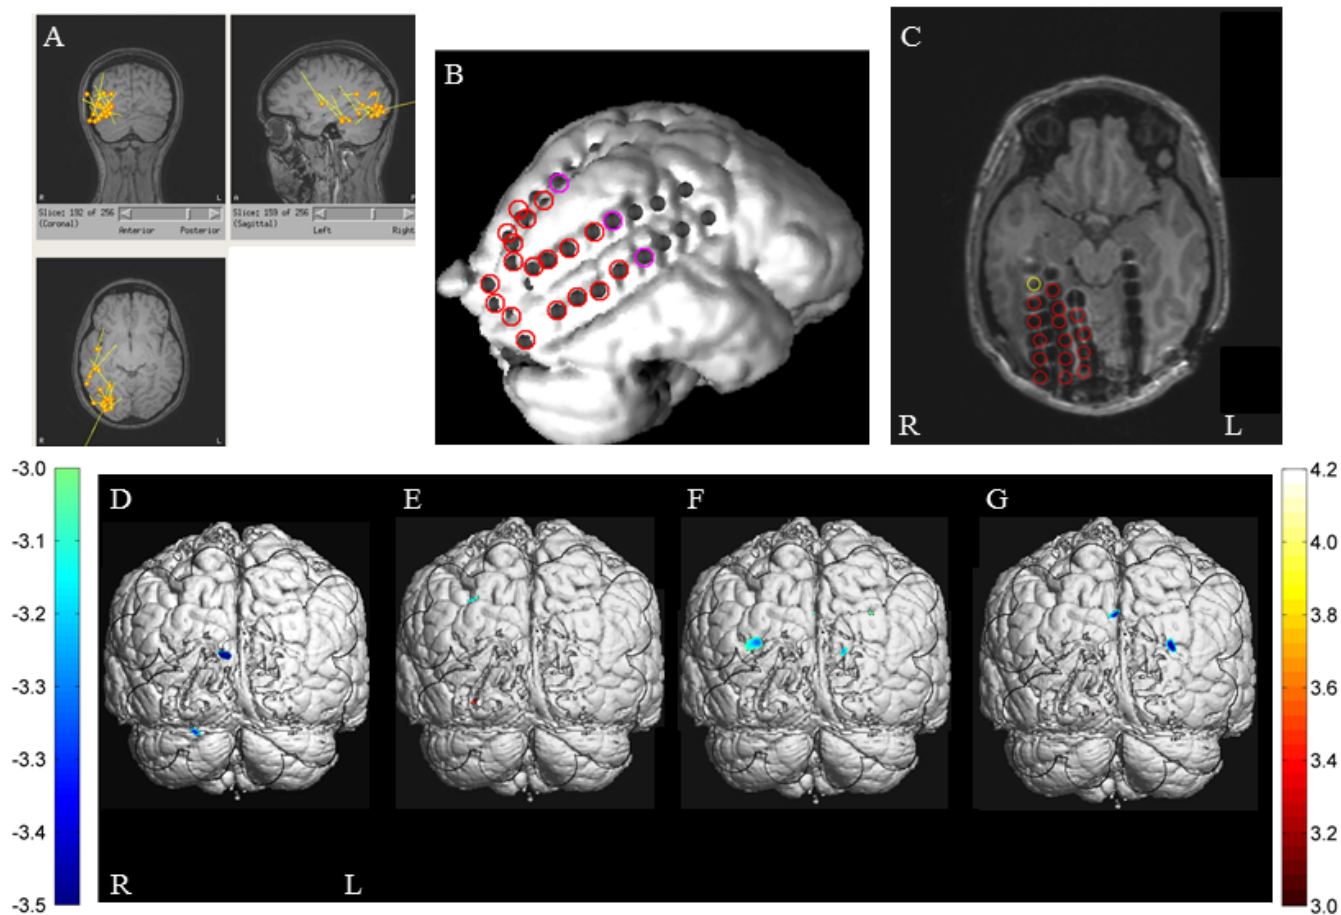 A
R L
Slice: 192 of 256
(Coronal)
Anterior Posterior
Slice: 159 of 256
(Sagittal)
Left Right
R L
B
C
R L
-3.0
-3.1
-3.2
-3.3
-3.4
-3.5
D E F G
R L
4.2
4.0
3.8
3.6
3.4
3.2
3.0